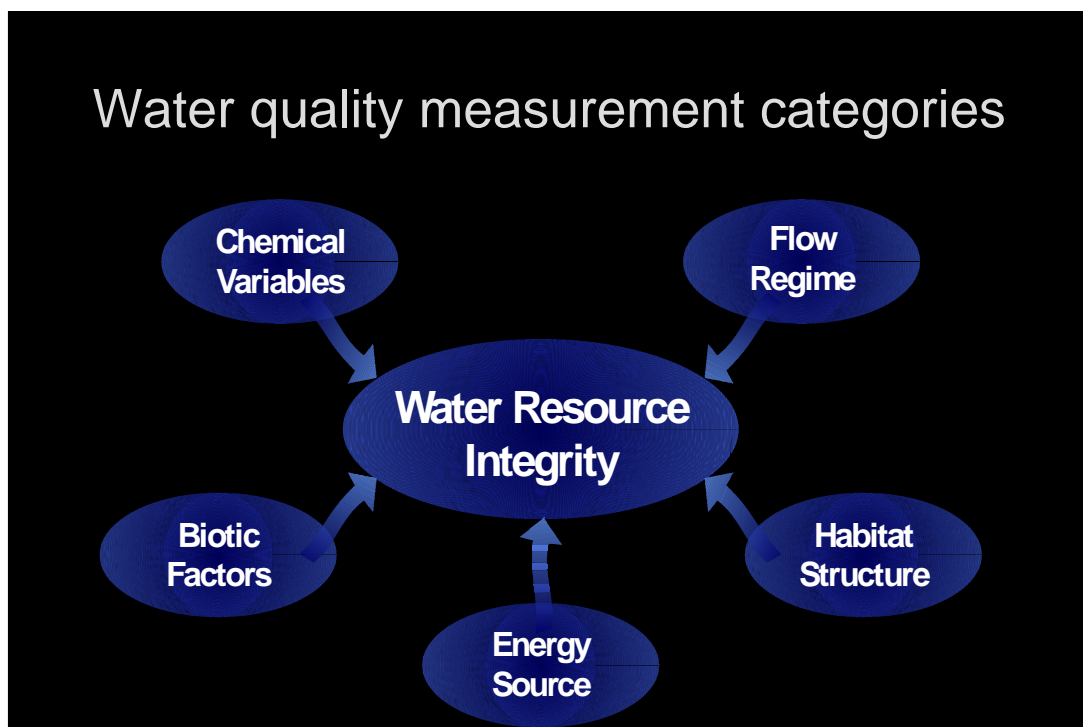 Water quality measurement categories
Chemical
Variables
Flow
Regime
Water Resource
Integrity
Biotic
Factors
Habitat
Structure
Energy
Source